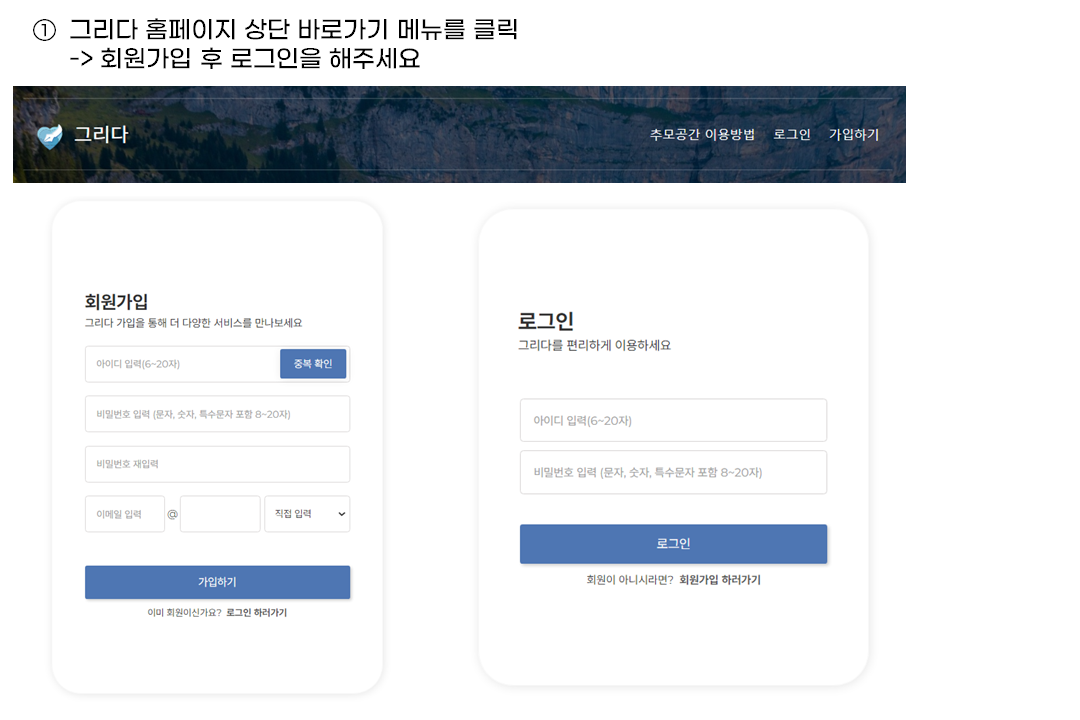 ① 그리다 홈페이지 상단 바로가기 메뉴를 클릭
-> 회원가입 후 로그인을 해주세요
그리다 추모공간 이용방법 로그인 가입하기
회원가입
그리다 가입을 통해 더 다양한 서비스를 만나보세요
아이디 입력(6~20자) 중복 확인
비밀번호 입력 (문자, 숫자, 특수문자 포함 8~20자)
비밀번호 재입력
이메일 입력 @ 직접 입력
가입하기
이미 회원이신가요? 로그인 하러가기
로그인
그리다를 편리하게 이용하세요
아이디 입력(6~20자)
비밀번호 입력 (문자, 숫자, 특수문자 포함 8~20자)
로그인
회원이 아니시라면? 회원가입 하러가기